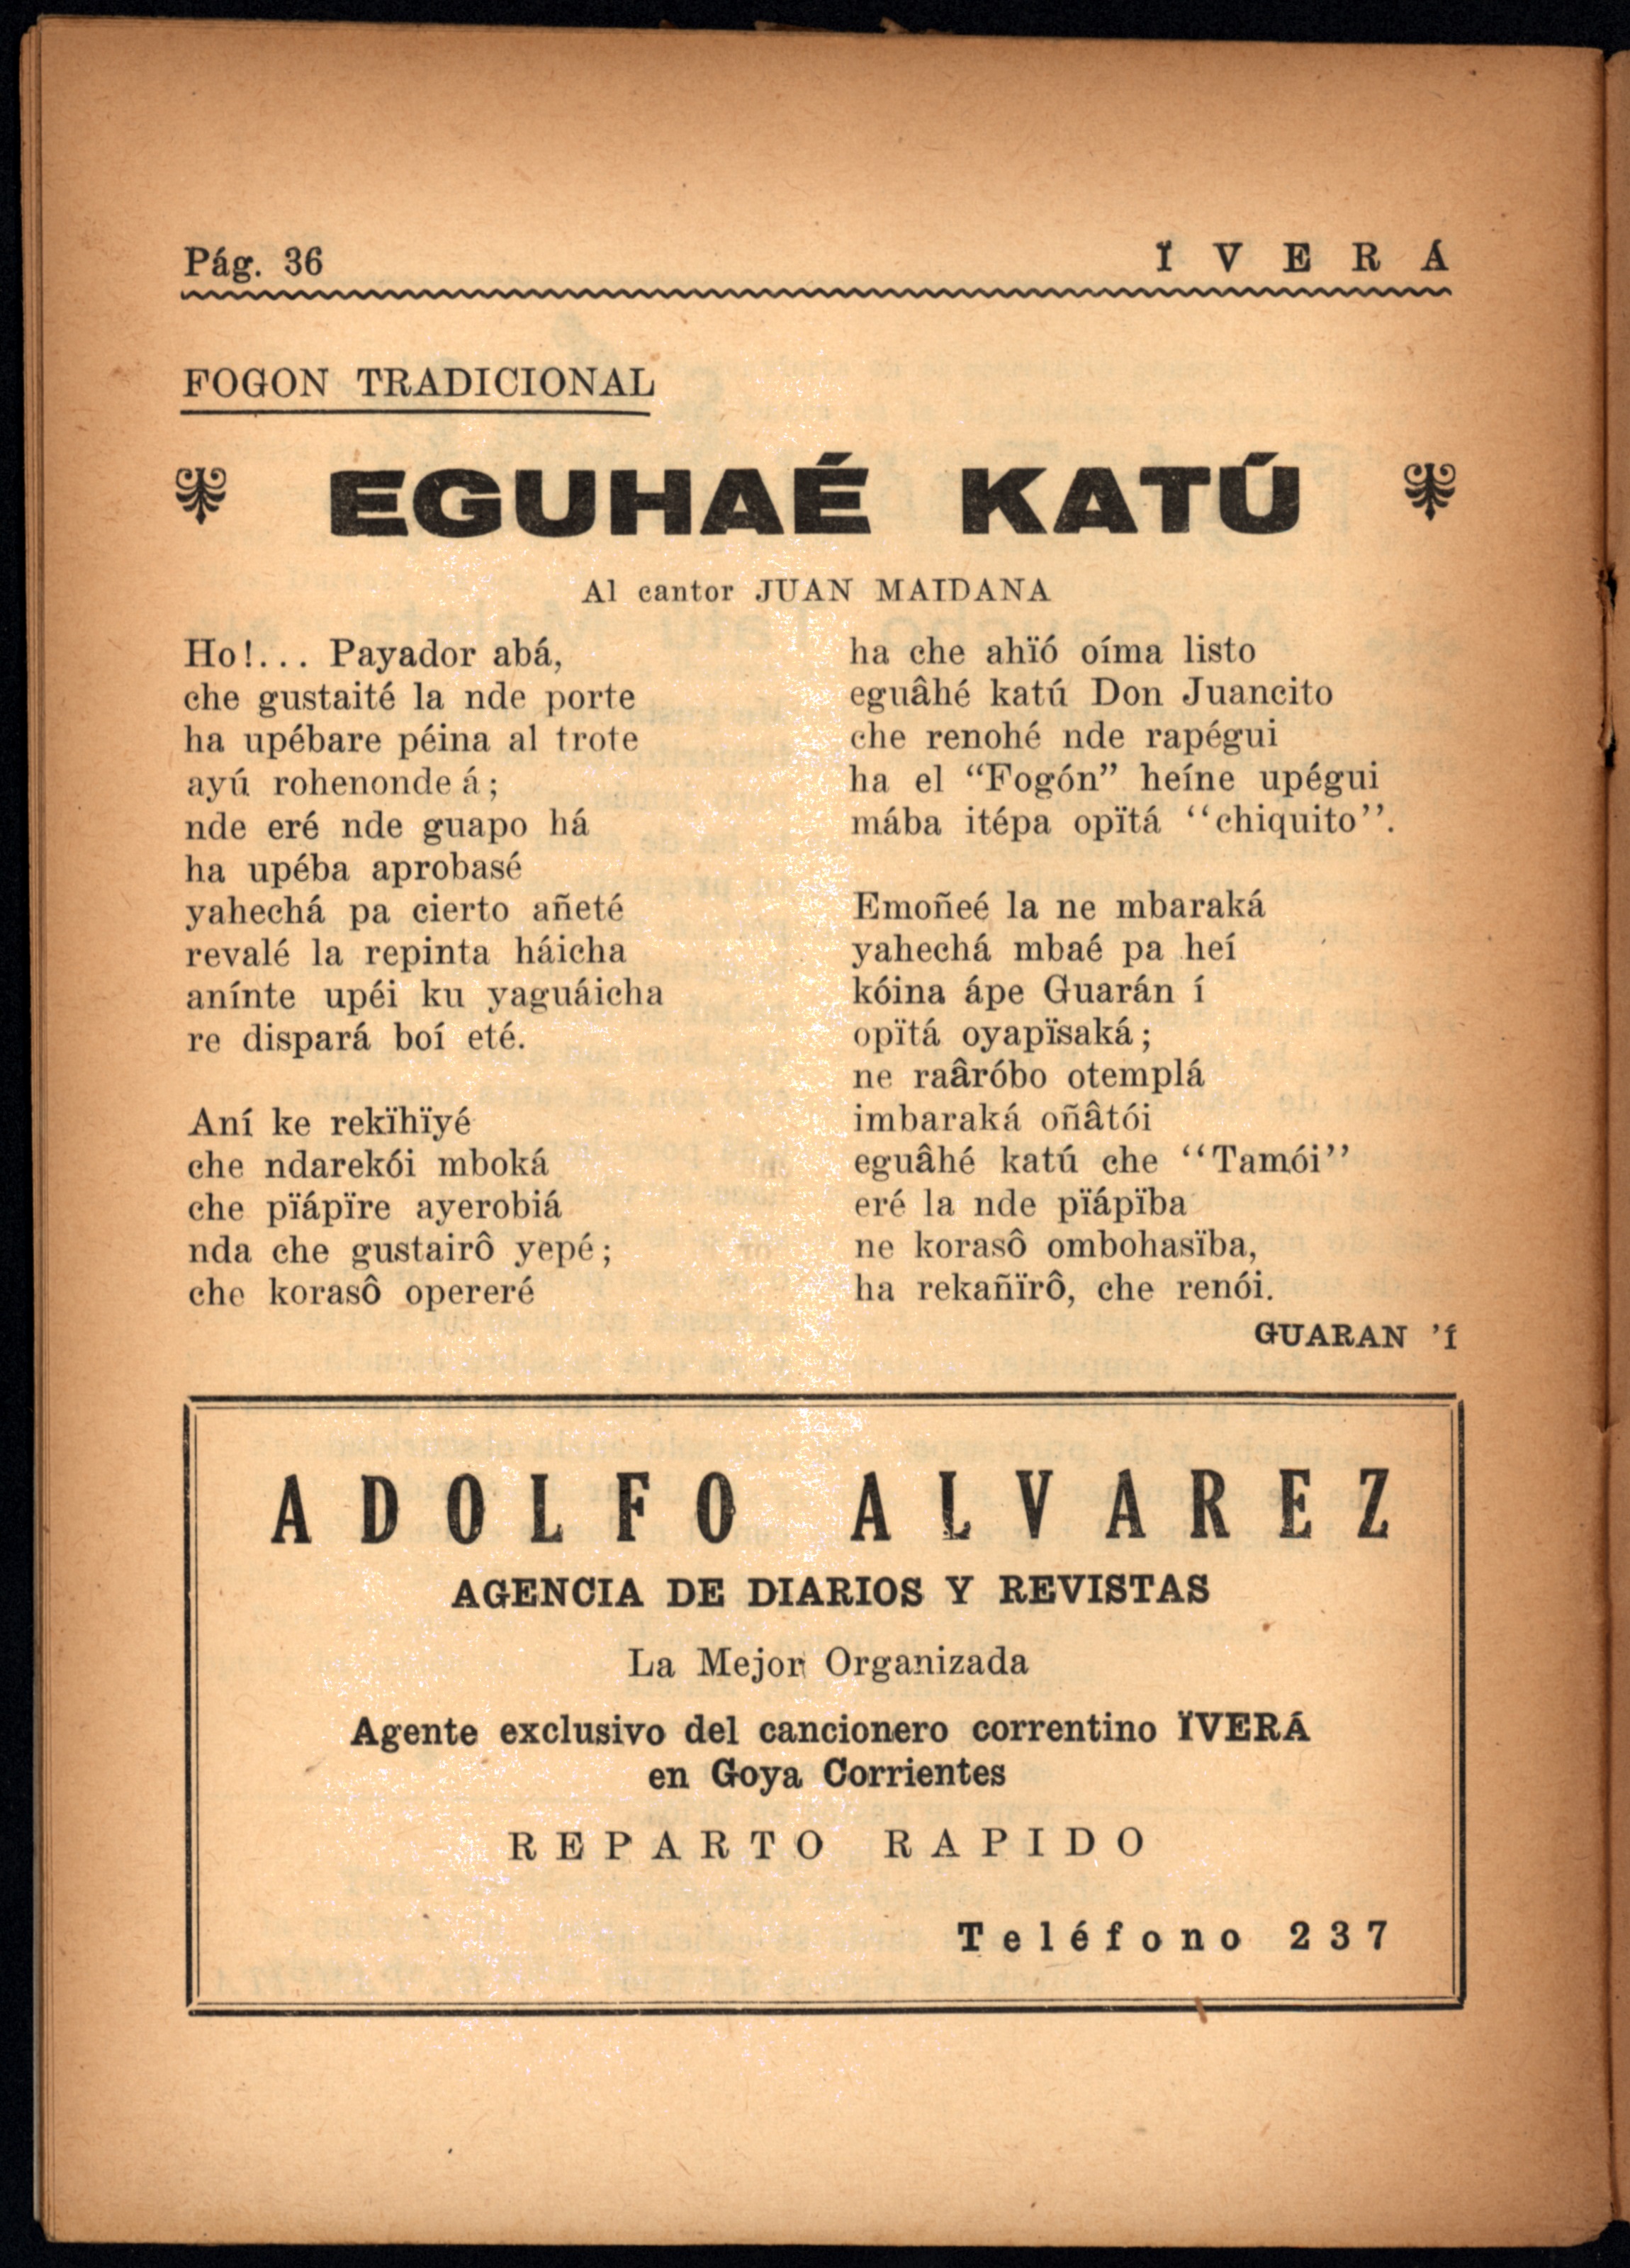 Pág. 36
Ï V E R Á
FOGON TRADICIONAL
EGUHAÉ KATÚ
Al cantor JUAN MAIDANA
Ho!... Payador abá,
che gustaité la nde porte
ha upébare péina al trote
ayú rohenonde á;
nde eré nde guapo há
ha upéba aprobasé
yahechá pa cierto añeté
revalé la repinta háicha
anínte upéi ku yaguáicha
re dispará boí eté.
Aní ke rekïhïyé
che ndarekói mboká
che pïápïre ayerobiá
nda che gustairô yepé;
che korasô opereré
ha che ahïó oíma listo
eguâhé katú Don Juancito
che renohé nde rapégui
ha el “Fogón” heíne upégui
mába itépa opïtá ‘‘chiquito’’.
Emoñeé la ne mbaraká
yahechá mbaé pa heí
kóina ápe Guarán í
opïtá oyapïsaká;
ne raâróbo otemplá
imbaraká oñâtói
eguâhé katú che ‘‘Tamói’’
eré la nde pïápïba
ne korasô ombohasïba,
ha rekañïrô, che renói.
GUARAN ’í
ADOLFO ALVAREZ
AGENCIA DE DIARIOS Y REVISTAS
La Mejor Organizada
Agente exclusivo del cancionero correntino ÏVERÁ
en Goya Corrientes
REPARTO RAPIDO
Teléfono 237